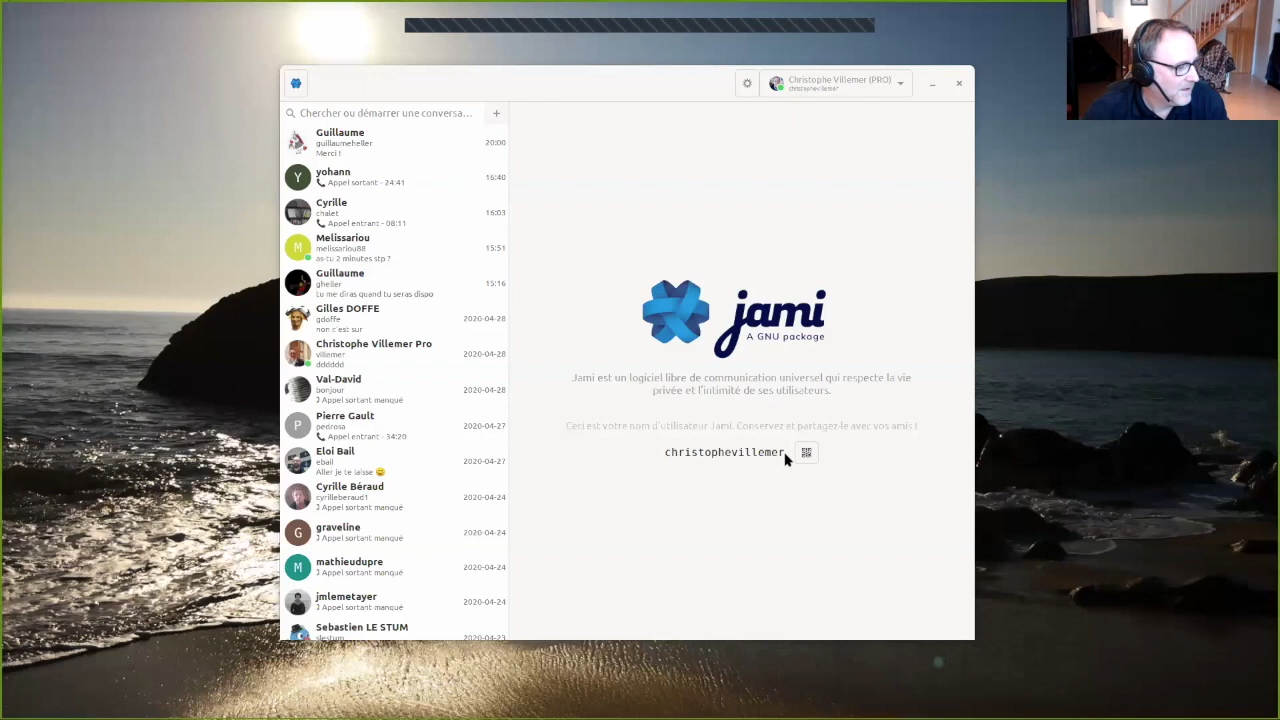 Christophe Villemer (PRO)
christophevillemer
Chercher ou démarrer une conversa...
Guillaume
guillaumeheller
Merci !
20:00
yohann
Appel sortant - 24:41
16:40
Cyrille
chalet
Appel entrant - 08:11
16:03
M
Melissariou
melissariou88
as-tu 2 minutes stp ?
15:51
Guillaume
gheller
tu me diras quand tu seras dispo
15:16
Gilles DOFFE
gdoffe
non c'est sur
2020-04-28
Christophe Villemer Pro
villemer
dddddd
2020-04-28
Val-David
bonjour
Appel sortant manqué
2020-04-28
P
Pierre Gault
pedrosa
Appel entrant - 34:20
2020-04-27
Eloi Bail
ebail
Aller je te laisse 😄
2020-04-27
Cyrille Béraud
cyrilleberaud1
Appel sortant manqué
2020-04-24
G
graveline
Appel sortant manqué
2020-04-24
M
mathieudupre
Appel sortant manqué
2020-04-24
jmlemetayer
Appel sortant manqué
2020-04-24
Sebastien LE STUM
slestum
2020-04-23
Y
jami
A GNU package
Jami est un logiciel libre de communication universel qui respecte la vie
privée et l'intimité de ses utilisateurs.
Ceci est votre nom d'utilisateur Jami. Conservez et partagez-le avec vos amis !
christophevillemer